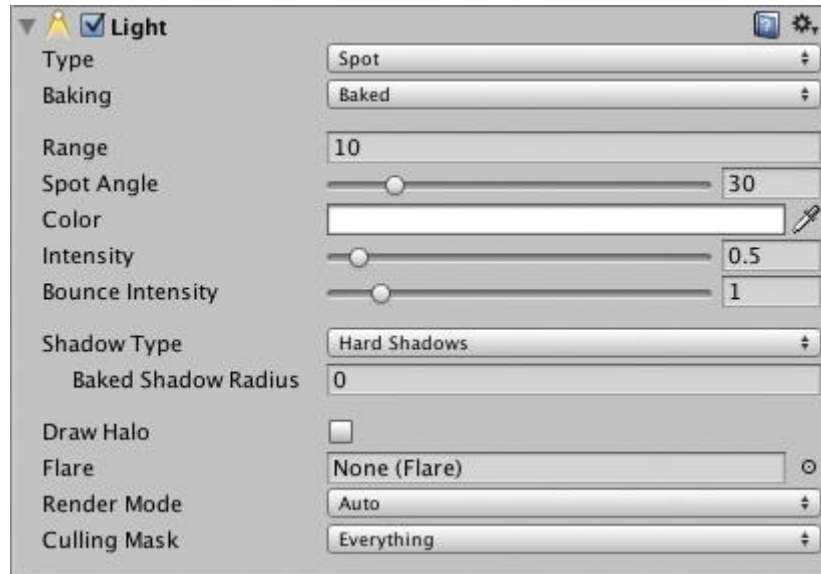 Light
Type Spot
Baking Baked
Range 10
Spot Angle 30
Color
Intensity 0.5
Bounce Intensity 1
Shadow Type Hard Shadows
Baked Shadow Radius 0
Draw Halo
Flare None (Flare)
Render Mode Auto
Culling Mask Everything